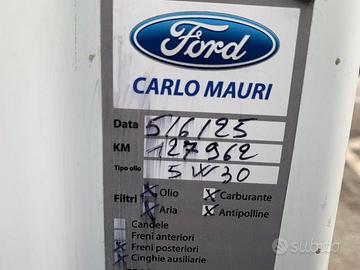 Ford
CARLO MAURI
Data 5/6/25
KM 127962
Tipo olio 5W30
Filtri X Olio X Carburante
X Aria X Antipolline
Candele
Freni anteriori
X Freni posteriori
X Cinghie ausiliarie
subito